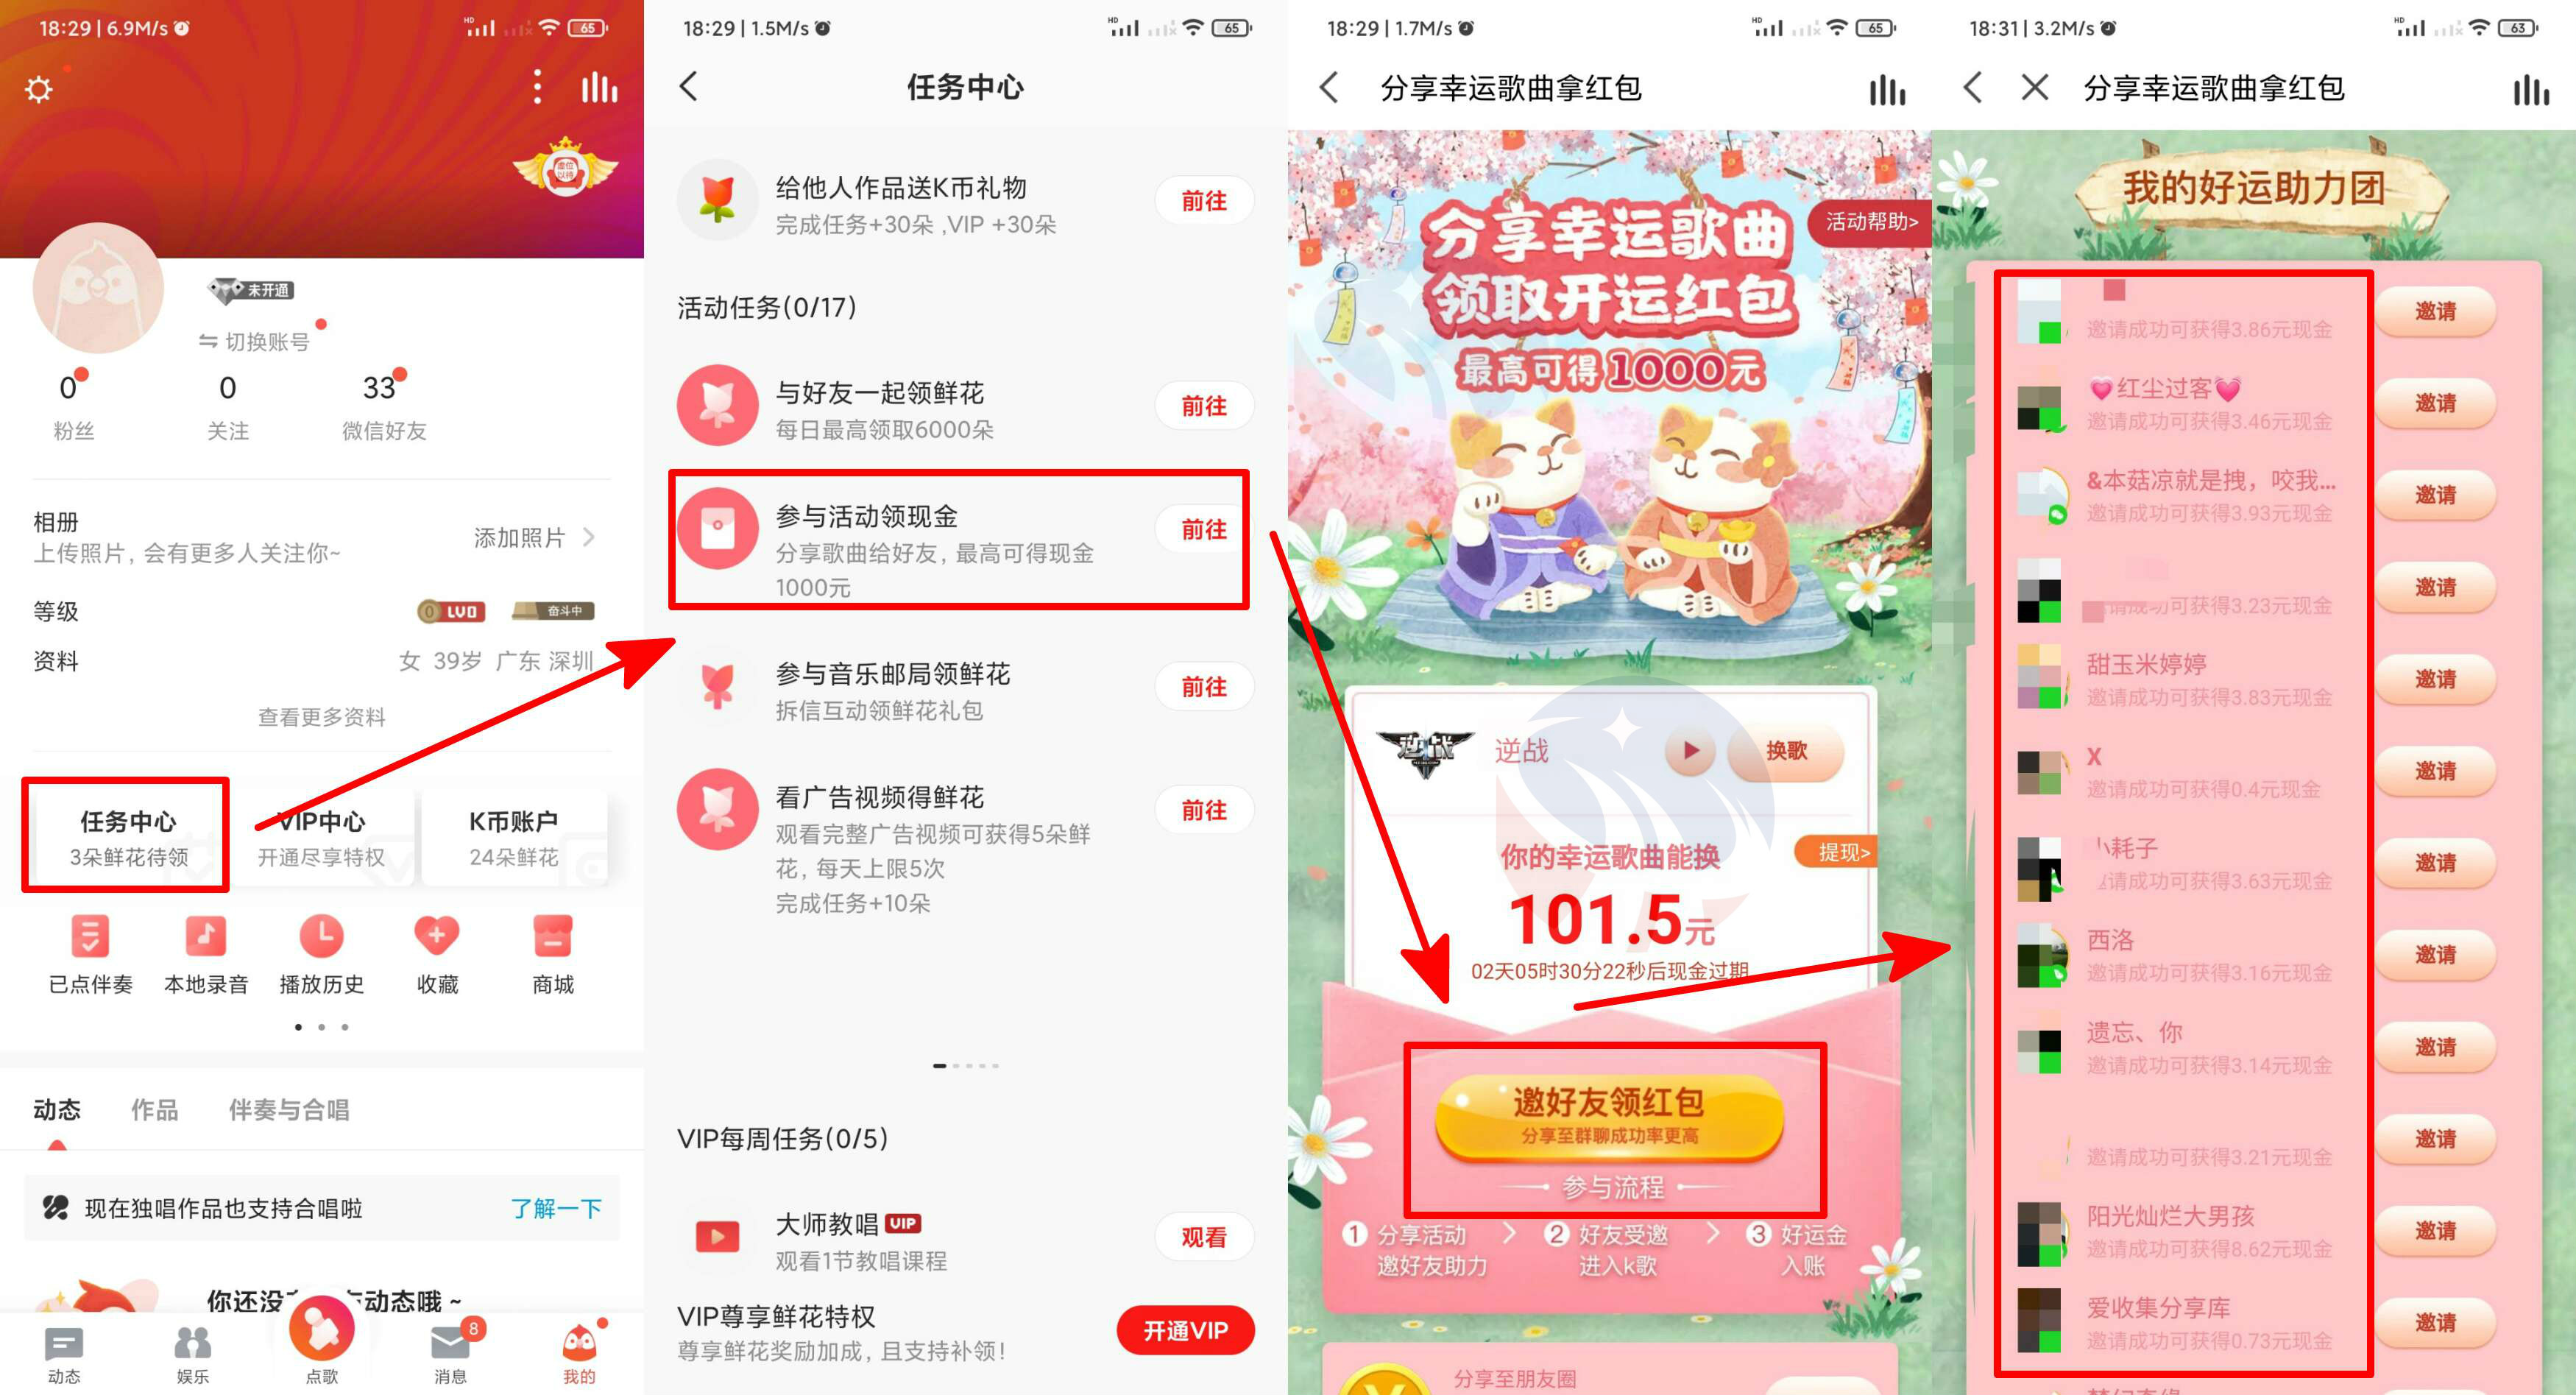 18:29 | 6.9M/s
HD
65
虚位
以待
未开通
切换账号
0
0
33
粉丝
关注
微信好友
相册
上传照片, 会有更多人关注你~
添加照片
等级
0 LV0
奋斗中
资料
女 39岁 广东 深圳
查看更多资料
任务中心
3朵鲜花待领
VIP中心
开通尽享特权
K币账户
24朵鲜花
已点伴奏
本地录音
播放历史
收藏
商城
动态
作品
伴奏与合唱
现在独唱作品也支持合唱啦
了解一下
你还没
动态哦 ~
动态
娱乐
点歌
8
消息
我的
18:29 | 1.5M/s
HD
65
任务中心
给他人作品送K币礼物
完成任务+30朵 ,VIP +30朵
前往
活动任务(0/17)
与好友一起领鲜花
每日最高领取6000朵
前往
参与活动领现金
分享歌曲给好友, 最高可得现金
1000元
前往
参与音乐邮局领鲜花
拆信互动领鲜花礼包
前往
看广告视频得鲜花
观看完整广告视频可获得5朵鲜
花, 每天上限5次
完成任务+10朵
前往
VIP每周任务(0/5)
大师教唱 VIP
观看1节教唱课程
观看
VIP尊享鲜花特权
尊享鲜花奖励加成, 且支持补领!
开通VIP
18:29 | 1.7M/s
HD
65
分享幸运歌曲拿红包
活动帮助>
分享幸运歌曲
领取开运红包
最高可得1000元
逆战
逆战
换歌
你的幸运歌曲能换
提现>
101.5元
02天05时30分22秒后现金过期
邀好友领红包
分享至群聊成功率更高
参与流程
1 分享活动
邀好友助力
2 好友受邀
进入k歌
3 好运金
入账
分享至朋友圈
18:31 | 3.2M/s
HD
63
分享幸运歌曲拿红包
我的好运助力团
邀请成功可获得3.86元现金
邀请
💗红尘过客💓
邀请成功可获得3.46元现金
邀请
&本菇凉就是拽，咬我...
邀请成功可获得3.93元现金
邀请
可获得3.23元现金
邀请
甜玉米婷婷
邀请成功可获得3.83元现金
邀请
X
邀请成功可获得0.4元现金
邀请
小耗子
请成功可获得3.63元现金
邀请
西洛
邀请成功可获得3.16元现金
邀请
遗忘、你
邀请成功可获得3.14元现金
邀请
邀请成功可获得3.21元现金
邀请
阳光灿烂大男孩
邀请成功可获得8.62元现金
邀请
爱收集分享库
邀请成功可获得0.73元现金
邀请